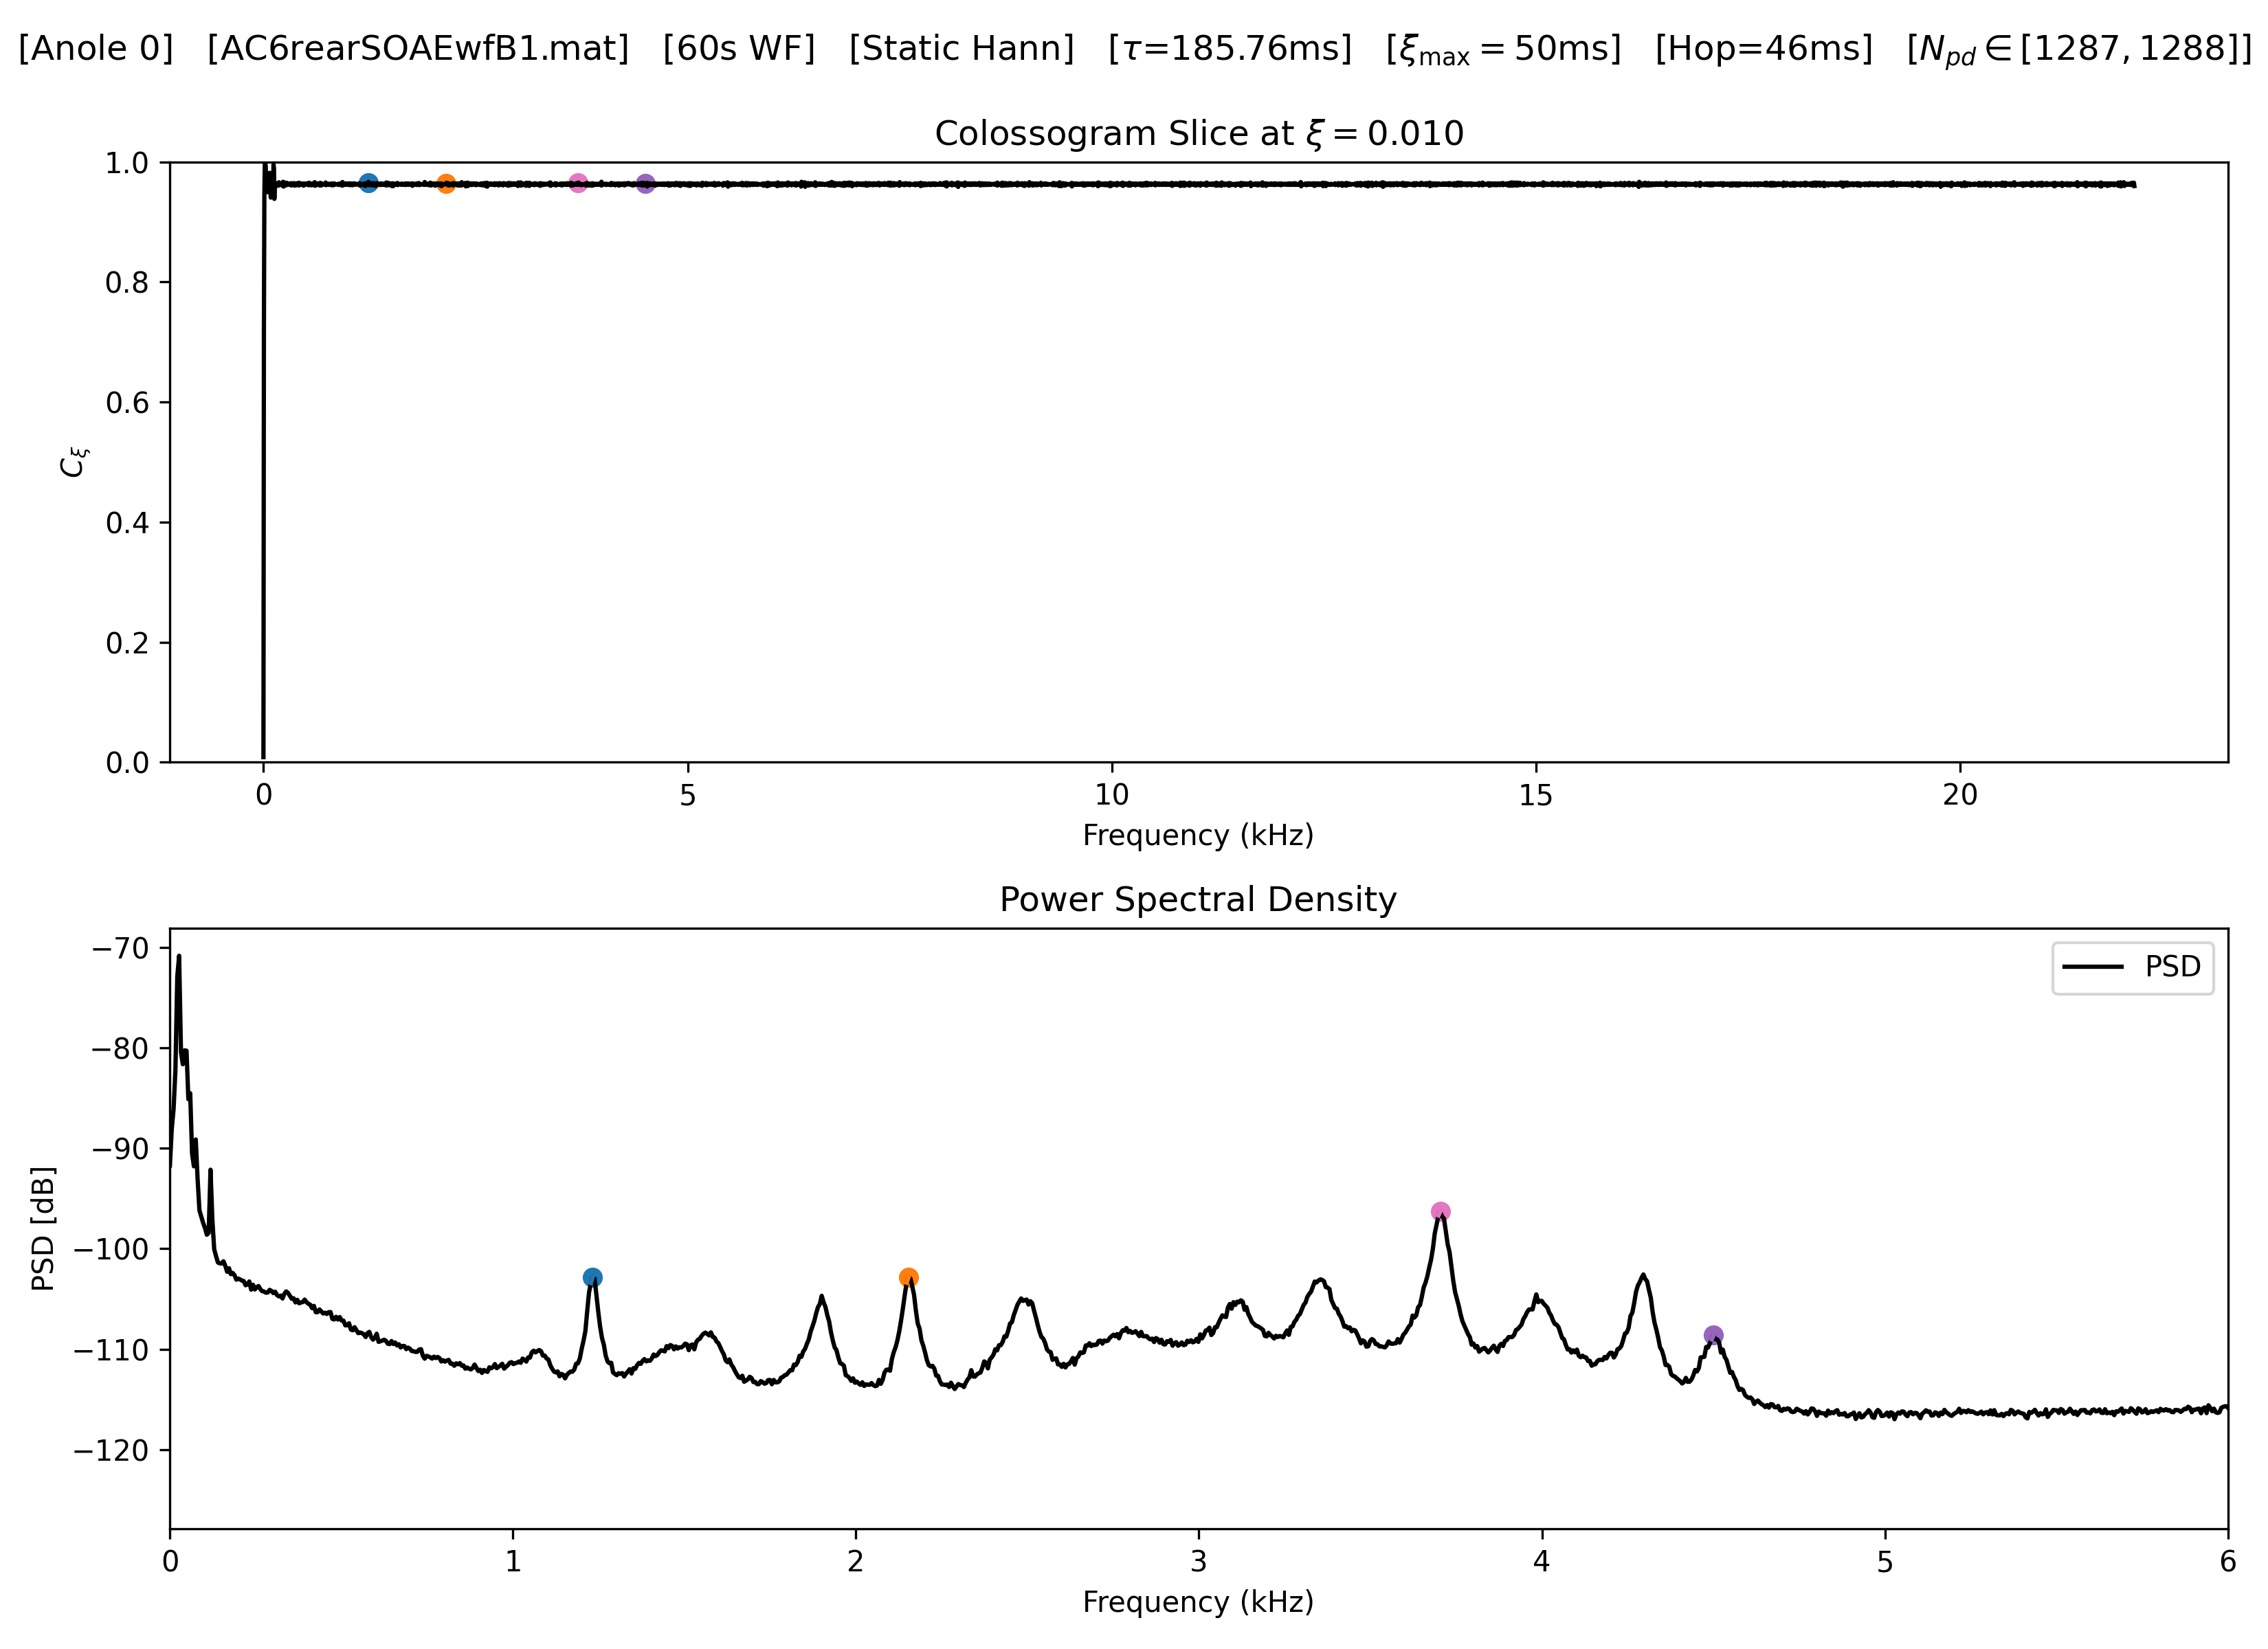 [Anole 0] [AC6rearSOAEwfB1.mat] [60s WF] [Static Hann] [τ=185.76ms] [ξmax = 50ms] [Hop=46ms] [Npd ∈ [1287, 1288]]
Colossogram Slice at ξ = 0.010
1.0
0.8
0.6
0.4
0.2
0.0
Cξ
0 5 10 15 20
Frequency (kHz)
Power Spectral Density
−70
−80
−90
−100
−110
−120
PSD [dB]
PSD
0 1 2 3 4 5 6
Frequency (kHz)